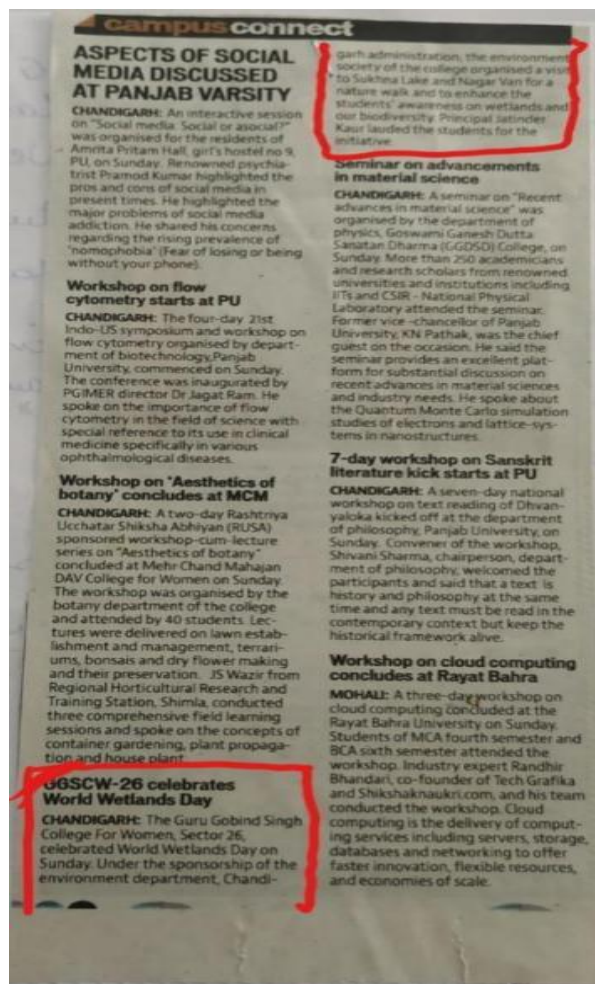 campus connect
ASPECTS OF SOCIAL
MEDIA DISCUSSED
AT PANJAB VARSITY
CHANDIGARH: An interactive session
on "Social media: Social or asocial?"
was organised for the residents of
Amrita Pritam Hall, girl's hostel no 9,
PU, on Sunday. Renowned psychia-
trist Pramod Kumar highlighted the
pros and cons of social media in
present times. He highlighted the
major problems of social media
addiction. He shared his concerns
regarding the rising prevalence of
'nomophobia' (Fear of losing or being
without your phone).
Workshop on flow
cytometry starts at PU
CHANDIGARH: The four-day 21st
Indo-US symposium and workshop on
flow cytometry organised by depart-
ment of biotechnology,Panjab
University, commenced on Sunday.
The conference was inaugurated by
PGIMER director Dr Jagat Ram. He
spoke on the importance of flow
cytometry in the field of science with
special reference to its use in clinical
medicine specifically in various
ophthalmological diseases.
Workshop on 'Aesthetics of
botany' concludes at MCM
CHANDIGARH: A two-day Rashtriya
Ucchatar Shiksha Abhiyan (RUSA)
sponsored workshop-cum-lecture
series on "Aesthetics of botany"
concluded at Mehr Chand Mahajan
DAV College for Women on Sunday.
The workshop was organised by the
botany department of the college
and attended by 40 students. Lec-
tures were delivered on lawn estab-
lishment and management, terrari-
ums, bonsais and dry flower making
and their preservation. JS Wazir from
Regional Horticultural Research and
Training Station, Shimla, conducted
three comprehensive field learning
sessions and spoke on the concepts of
container gardening, plant propaga-
tion and house plant
GGSCW-26 celebrates
World Wetlands Day
CHANDIGARH: The Guru Gobind Singh
College For Women, Sector 26,
celebrated World Wetlands Day on
Sunday. Under the sponsorship of the
environment department, Chandi-
garh administration, the environment
society of the college organised a visit
to Sukhna Lake and Nagar Van for a
nature walk and to enhance the
students' awareness on wetlands and
our biodiversity. Principal Jatinder
Kaur lauded the students for the
initiative.
Seminar on advancements
in material science
CHANDIGARH: A seminar on "Recent
advances in material science" was
organised by the department of
physics, Goswami Ganesh Dutta
Sanatan Dharma (GGDSD) College, on
Sunday. More than 250 academicians
and research scholars from renowned
universities and institutions including
IITs and CSIR - National Physical
Laboratory attended the seminar.
Former vice -chancellor of Panjab
University, KN Pathak, was the chief
guest on the occasion. He said the
seminar provides an excellent plat-
form for substantial discussion on
recent advances in material sciences
and industry needs. He spoke about
the Quantum Monte Carlo simulation
studies of electrons and lattice-sys-
tems in nanostructures.
7-day workshop on Sanskrit
literature kick starts at PU
CHANDIGARH: A seven-day national
workshop on text reading of Dhvan-
yaloka kicked off at the department
of philosophy, Panjab University, on
Sunday. Convener of the workshop,
Shivani Sharma, chairperson, depart-
ment of philosophy, welcomed the
participants and said that a text is
history and philosophy at the same
time and any text must be read in the
contemporary context but keep the
historical framework alive.
Workshop on cloud computing
concludes at Rayat Bahra
MOHALI: A three-day workshop on
cloud computing concluded at the
Rayat Bahra University on Sunday.
Students of MCA fourth semester and
BCA sixth semester attended the
workshop. Industry expert Randhir
Bhandari, co-founder of Tech Grafika
and Shikshaknaukri.com, and his team
conducted the workshop. Cloud
computing is the delivery of comput-
ing services including servers, storage,
databases and networking to offer
faster innovation, flexible resources,
and economies of scale.